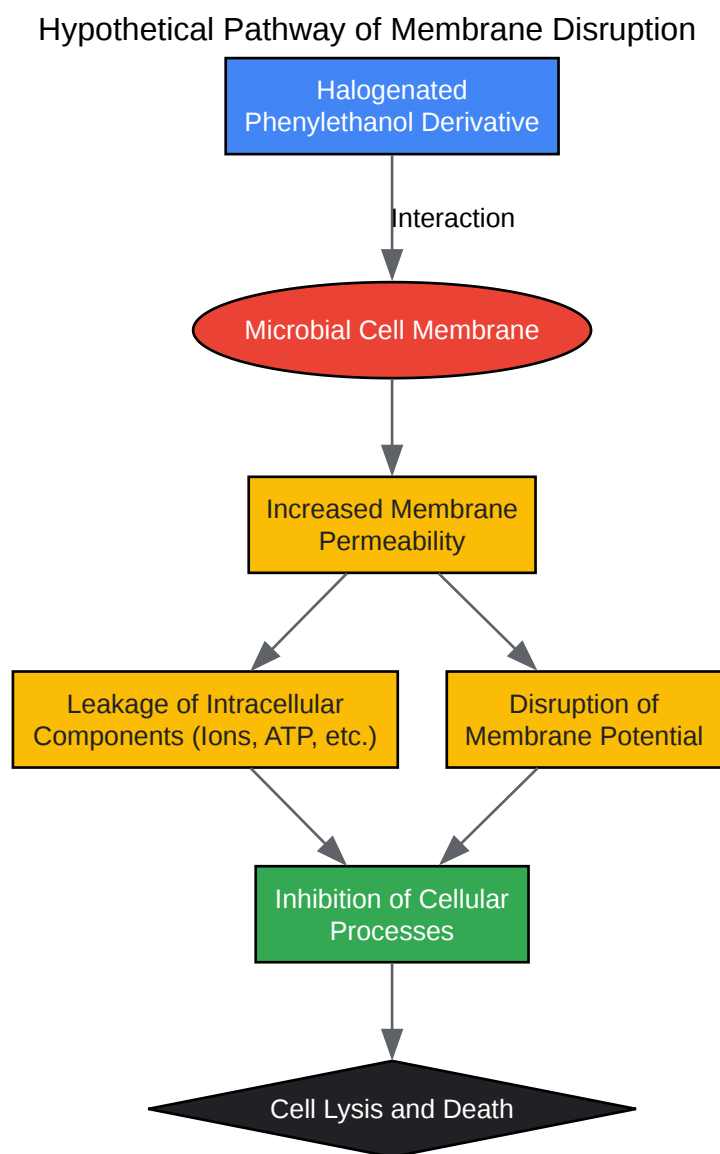 Hypothetical Pathway of Membrane Disruption
Halogenated
Phenylethanol Derivative
Interaction
Microbial Cell Membrane
Increased Membrane
Permeability
Leakage of Intracellular
Components (Ions, ATP, etc.)
Disruption of
Membrane Potential
Inhibition of Cellular
Processes
Cell Lysis and Death